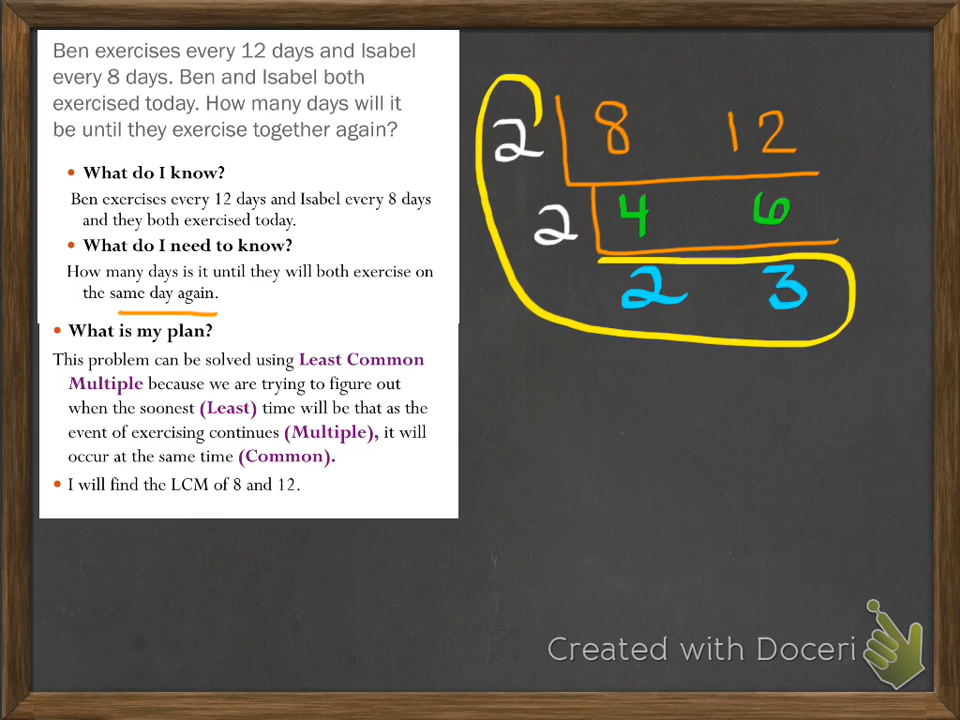 Ben exercises every 12 days and Isabel
every 8 days. Ben and Isabel both
exercised today. How many days will it
be until they exercise together again?
• What do I know?
Ben exercises every 12 days and Isabel every 8 days
and they both exercised today.
• What do I need to know?
How many days is it until they will both exercise on
the same day again.
• What is my plan?
This problem can be solved using Least Common
Multiple because we are trying to figure out
when the soonest (Least) time will be that as the
event of exercising continues (Multiple), it will
occur at the same time (Common).
• I will find the LCM of 8 and 12.
2 8 12
2 4 6
2 3
Created with Doceri